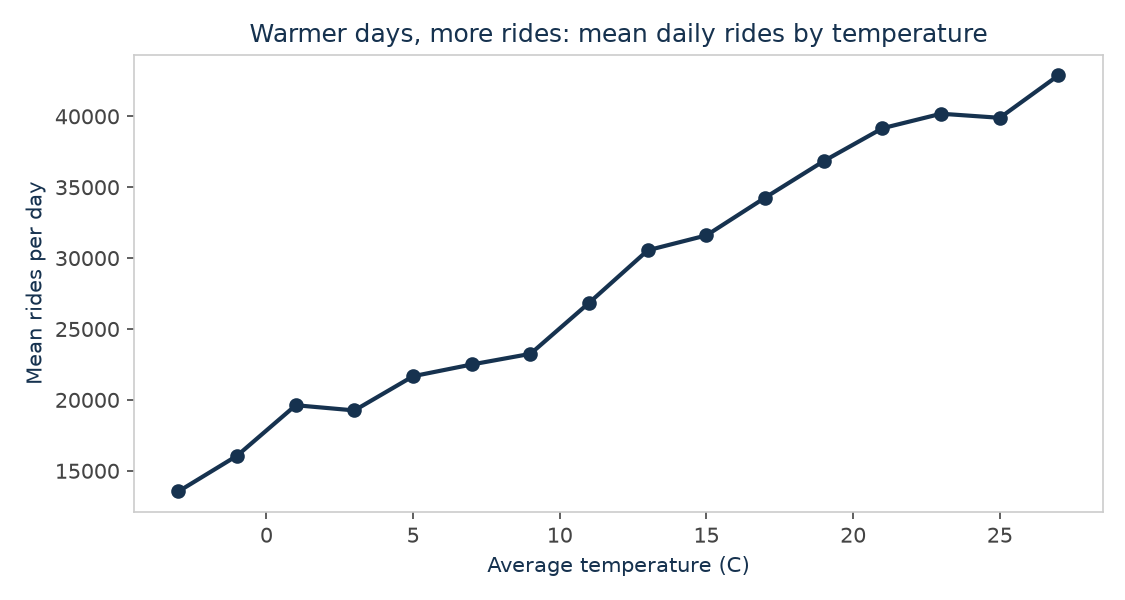 Warmer days, more rides: mean daily rides by temperature
Mean rides per day
40000
35000
30000
25000
20000
15000
0 5 10 15 20 25
Average temperature (C)